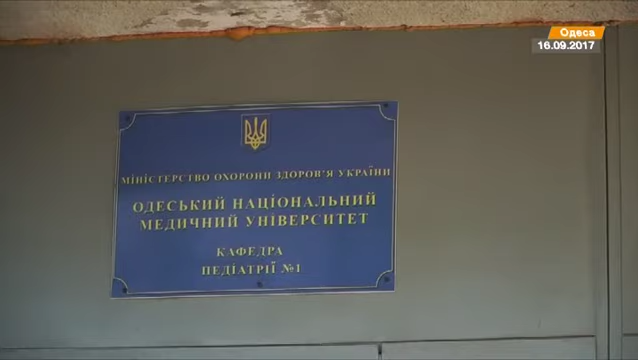 Одеса
16.09.2017
МІНІСТЕРСТВО ОХОРОНИ ЗДОРОВ'Я УКРАЇНИ
ОДЕСЬКИЙ НАЦІОНАЛЬНИЙ
МЕДИЧНИЙ УНІВЕРСИТЕТ
КАФЕДРА
ПЕДІАТРІЇ №1